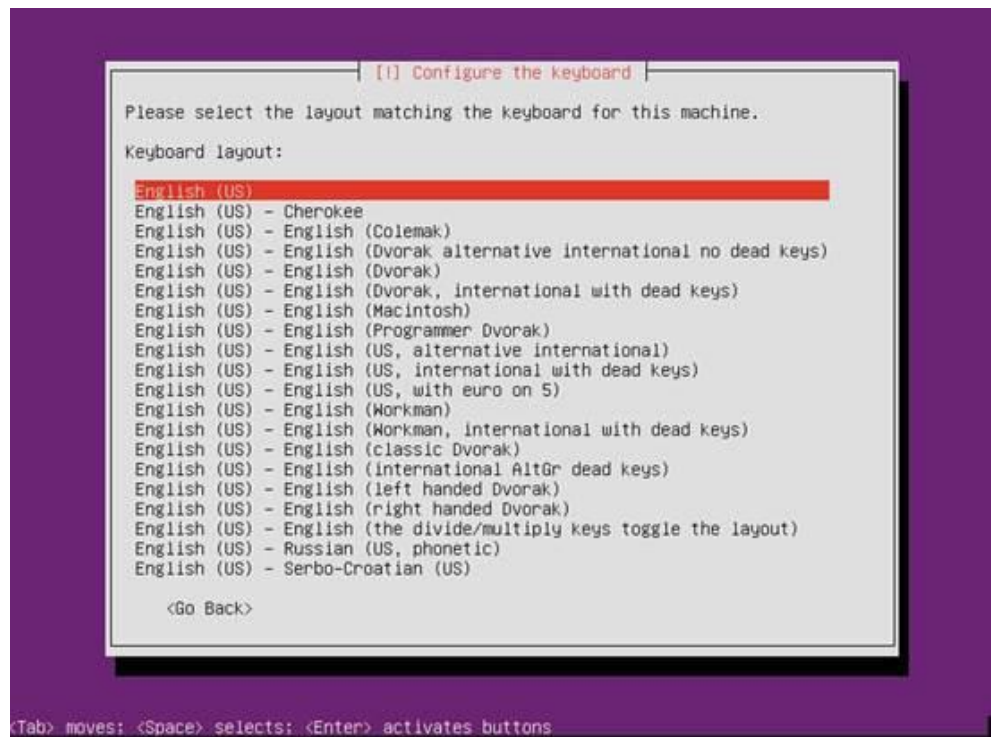 [!] Configure the keyboard
Please select the layout matching the keyboard for this machine.
Keyboard layout:
English (US)
English (US) - Cherokee
English (US) - English (Colemak)
English (US) - English (Dvorak alternative international no dead keys)
English (US) - English (Dvorak)
English (US) - English (Dvorak, international with dead keys)
English (US) - English (Macintosh)
English (US) - English (Programmer Dvorak)
English (US) - English (US, alternative international)
English (US) - English (US, international with dead keys)
English (US) - English (US, with euro on 5)
English (US) - English (Workman)
English (US) - English (Workman, international with dead keys)
English (US) - English (classic Dvorak)
English (US) - English (international AltGr dead keys)
English (US) - English (left handed Dvorak)
English (US) - English (right handed Dvorak)
English (US) - English (the divide/multiply keys toggle the layout)
English (US) - Russian (US, phonetic)
English (US) - Serbo-Croatian (US)
<Go Back>
<Tab> moves; <Space> selects; <Enter> activates buttons